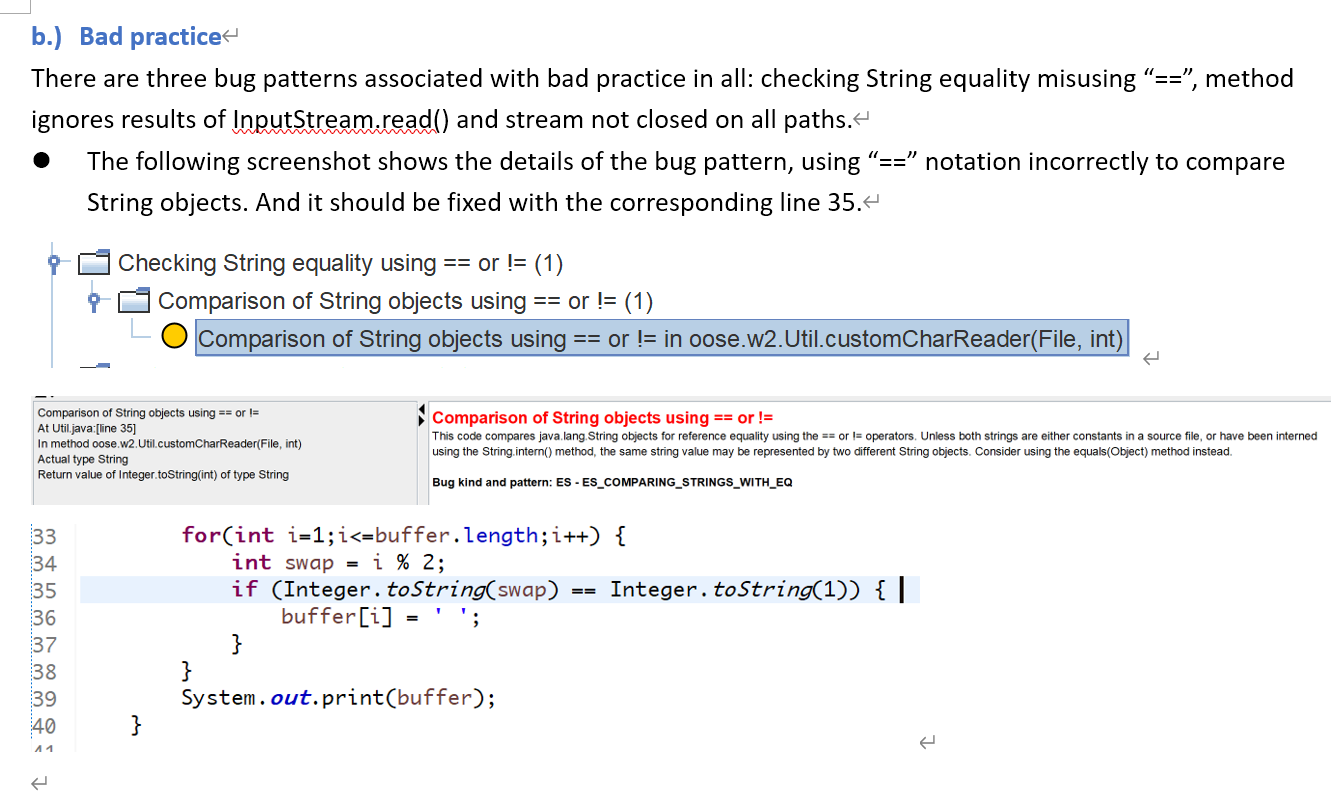 b.) Bad practice↵
There are three bug patterns associated with bad practice in all: checking String equality misusing “==”, method
ignores results of InputStream.read() and stream not closed on all paths.↵
● The following screenshot shows the details of the bug pattern, using “==” notation incorrectly to compare
String objects. And it should be fixed with the corresponding line 35.↵
Checking String equality using == or != (1)
Comparison of String objects using == or != (1)
Comparison of String objects using == or != in oose.w2.Util.customCharReader(File, int)
Comparison of String objects using == or !=
At Util.java:[line 35]
In method oose.w2.Util.customCharReader(File, int)
Actual type String
Return value of Integer.toString(int) of type String
Comparison of String objects using == or !=
This code compares java.lang.String objects for reference equality using the == or != operators. Unless both strings are either constants in a source file, or have been interned
using the String.intern() method, the same string value may be represented by two different String objects. Consider using the equals(Object) method instead.
Bug kind and pattern: ES - ES_COMPARING_STRINGS_WITH_EQ
33 for(int i=1;i<=buffer.length;i++) {
34 int swap = i % 2;
35 if (Integer.toString(swap) == Integer.toString(1)) {
36 buffer[i] = ' ';
37 }
38 }
39 System.out.print(buffer);
40 }
41